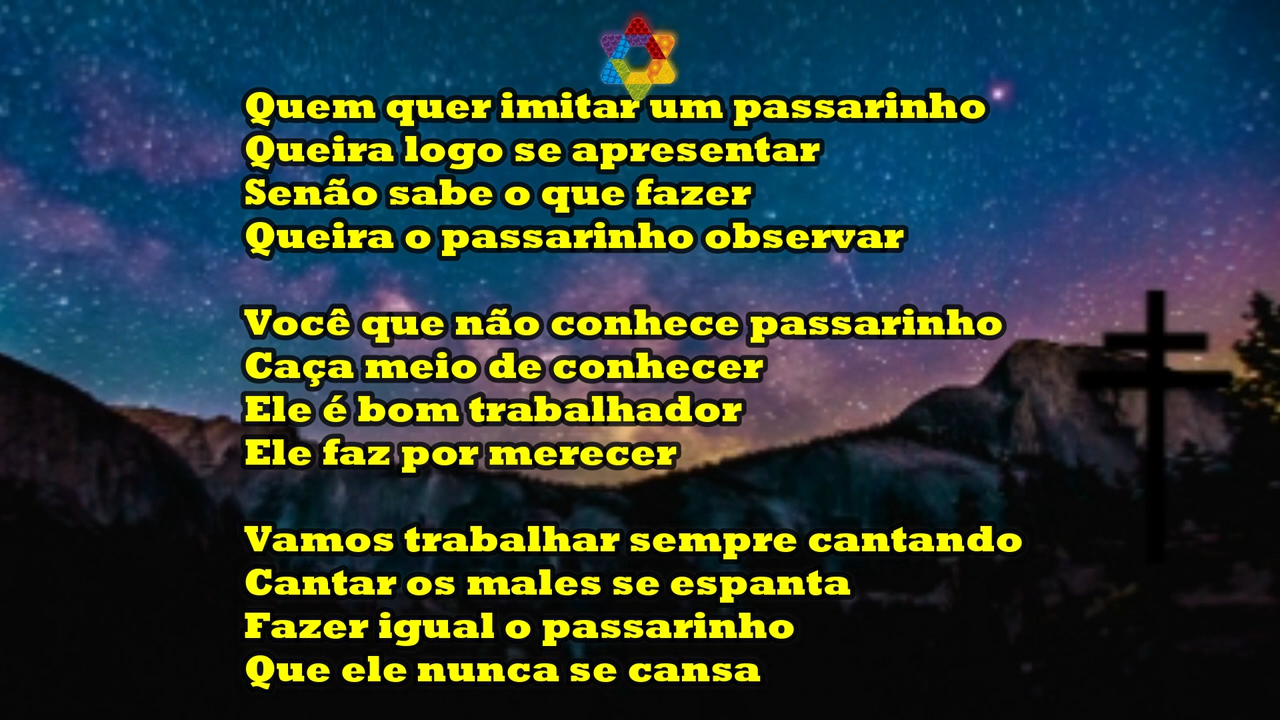 Quem quer imitar um passarinho
Queira logo se apresentar
Senão sabe o que fazer
Queira o passarinho observar
Você que não conhece passarinho
Caça meio de conhecer
Ele é bom trabalhador
Ele faz por merecer
Vamos trabalhar sempre cantando
Cantar os males se espanta
Fazer igual o passarinho
Que ele nunca se cansa